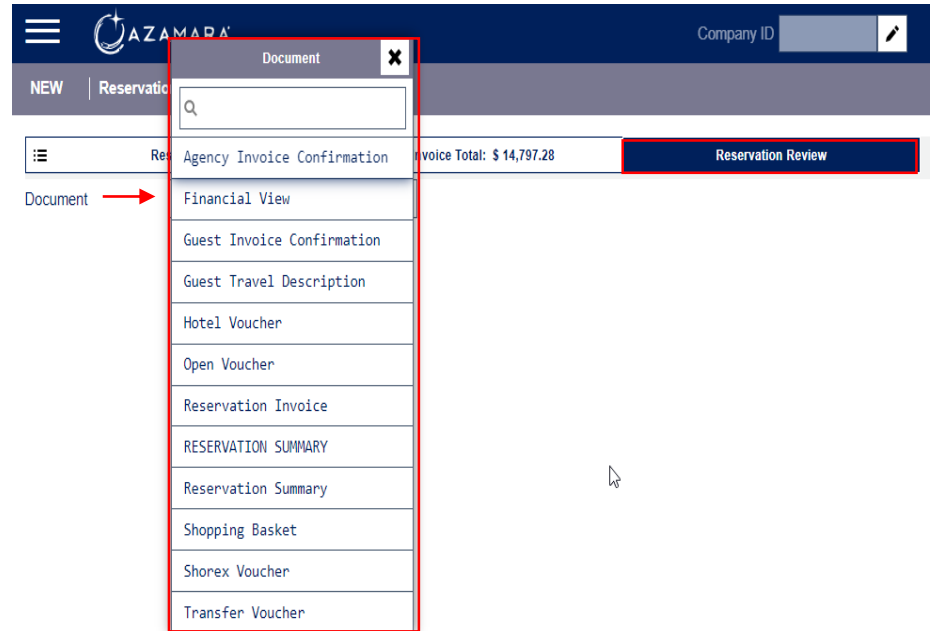 AZAMARA
Company ID
Document
NEW
Reservatio
Res
nvoice Total: $ 14,797.28
Reservation Review
Document
Agency Invoice Confirmation
Financial View
Guest Invoice Confirmation
Guest Travel Description
Hotel Voucher
Open Voucher
Reservation Invoice
RESERVATION SUMMARY
Reservation Summary
Shopping Basket
Shorex Voucher
Transfer Voucher